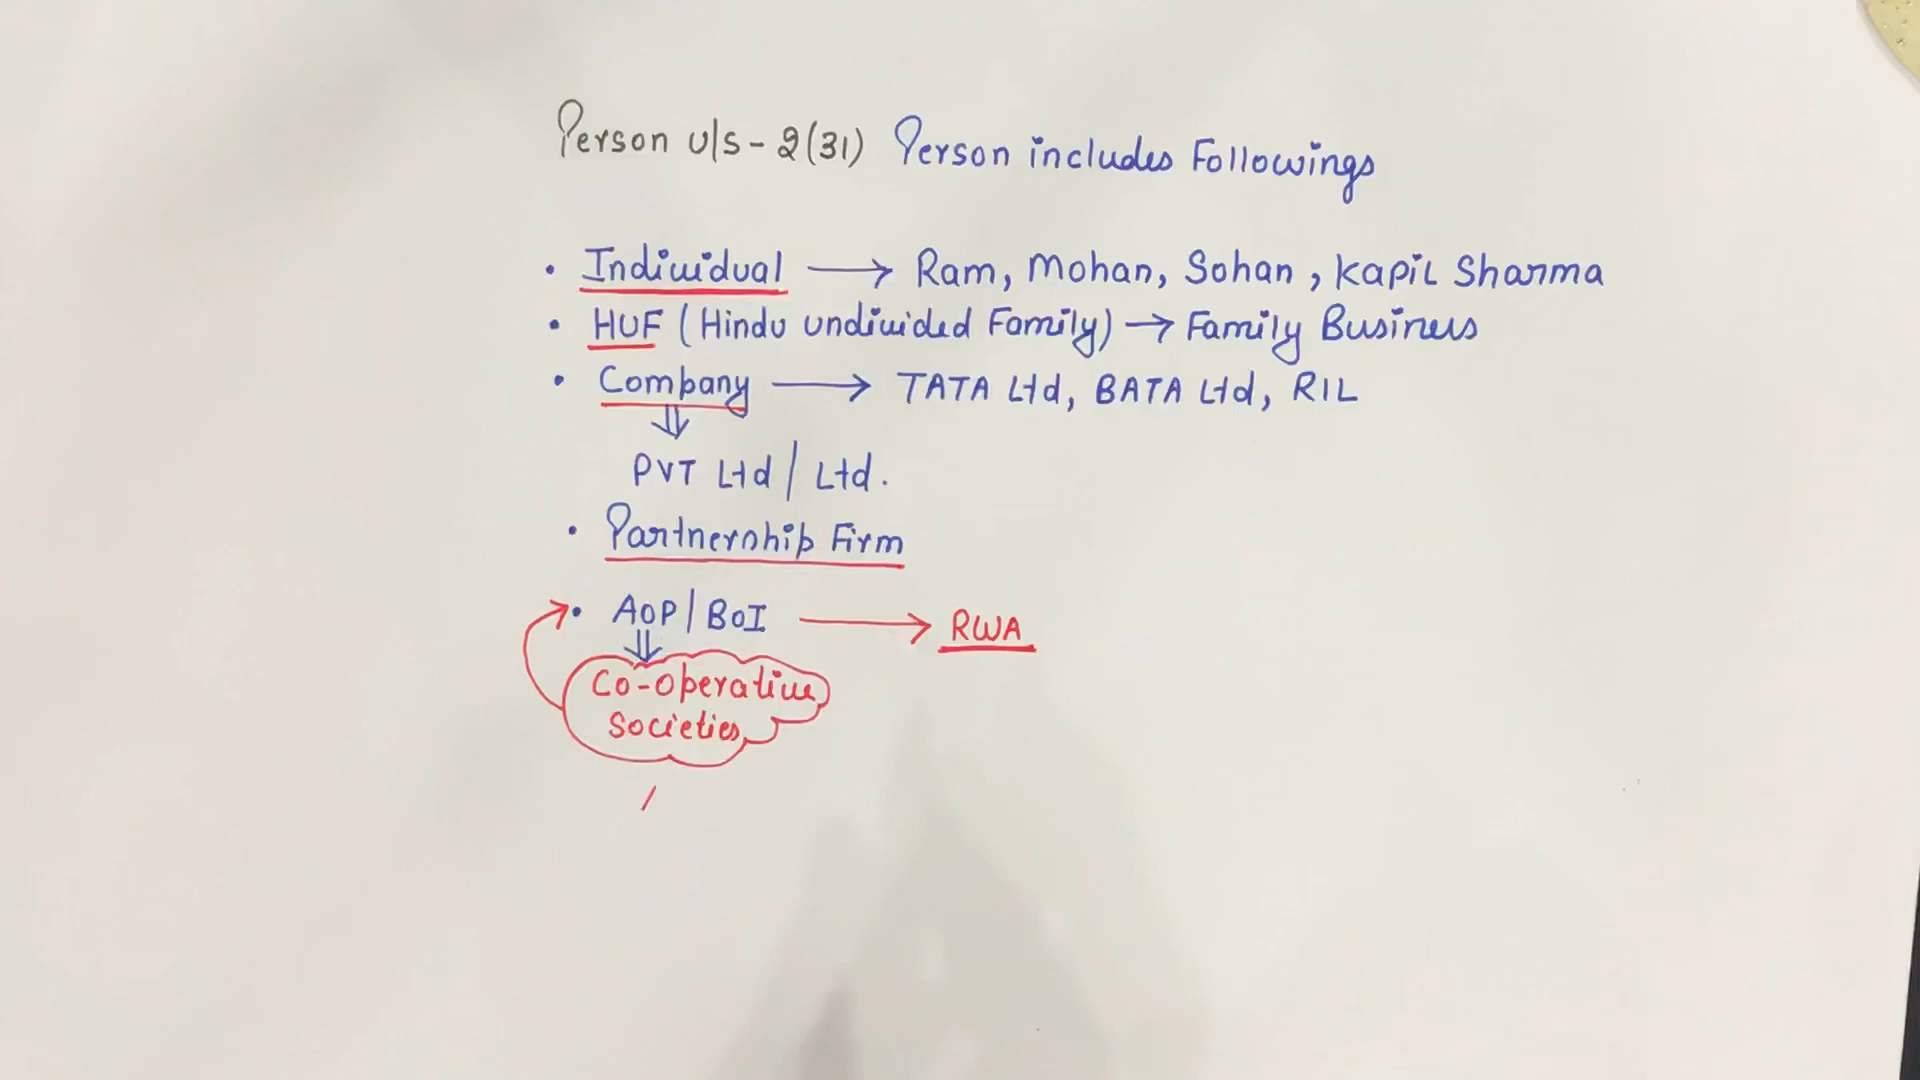 Person u/s - 2(31) Person includes Followings
• Individual → Ram, Mohan, Sohan, Kapil Sharma
• HUF (Hindu undivided Family) → Family Business
• Company → TATA Ltd, BATA Ltd, RIL
⇓
PVT Ltd / Ltd.
• Partnership Firm
• AOP / BOI → RWA
⇓
Co-operative
Societies